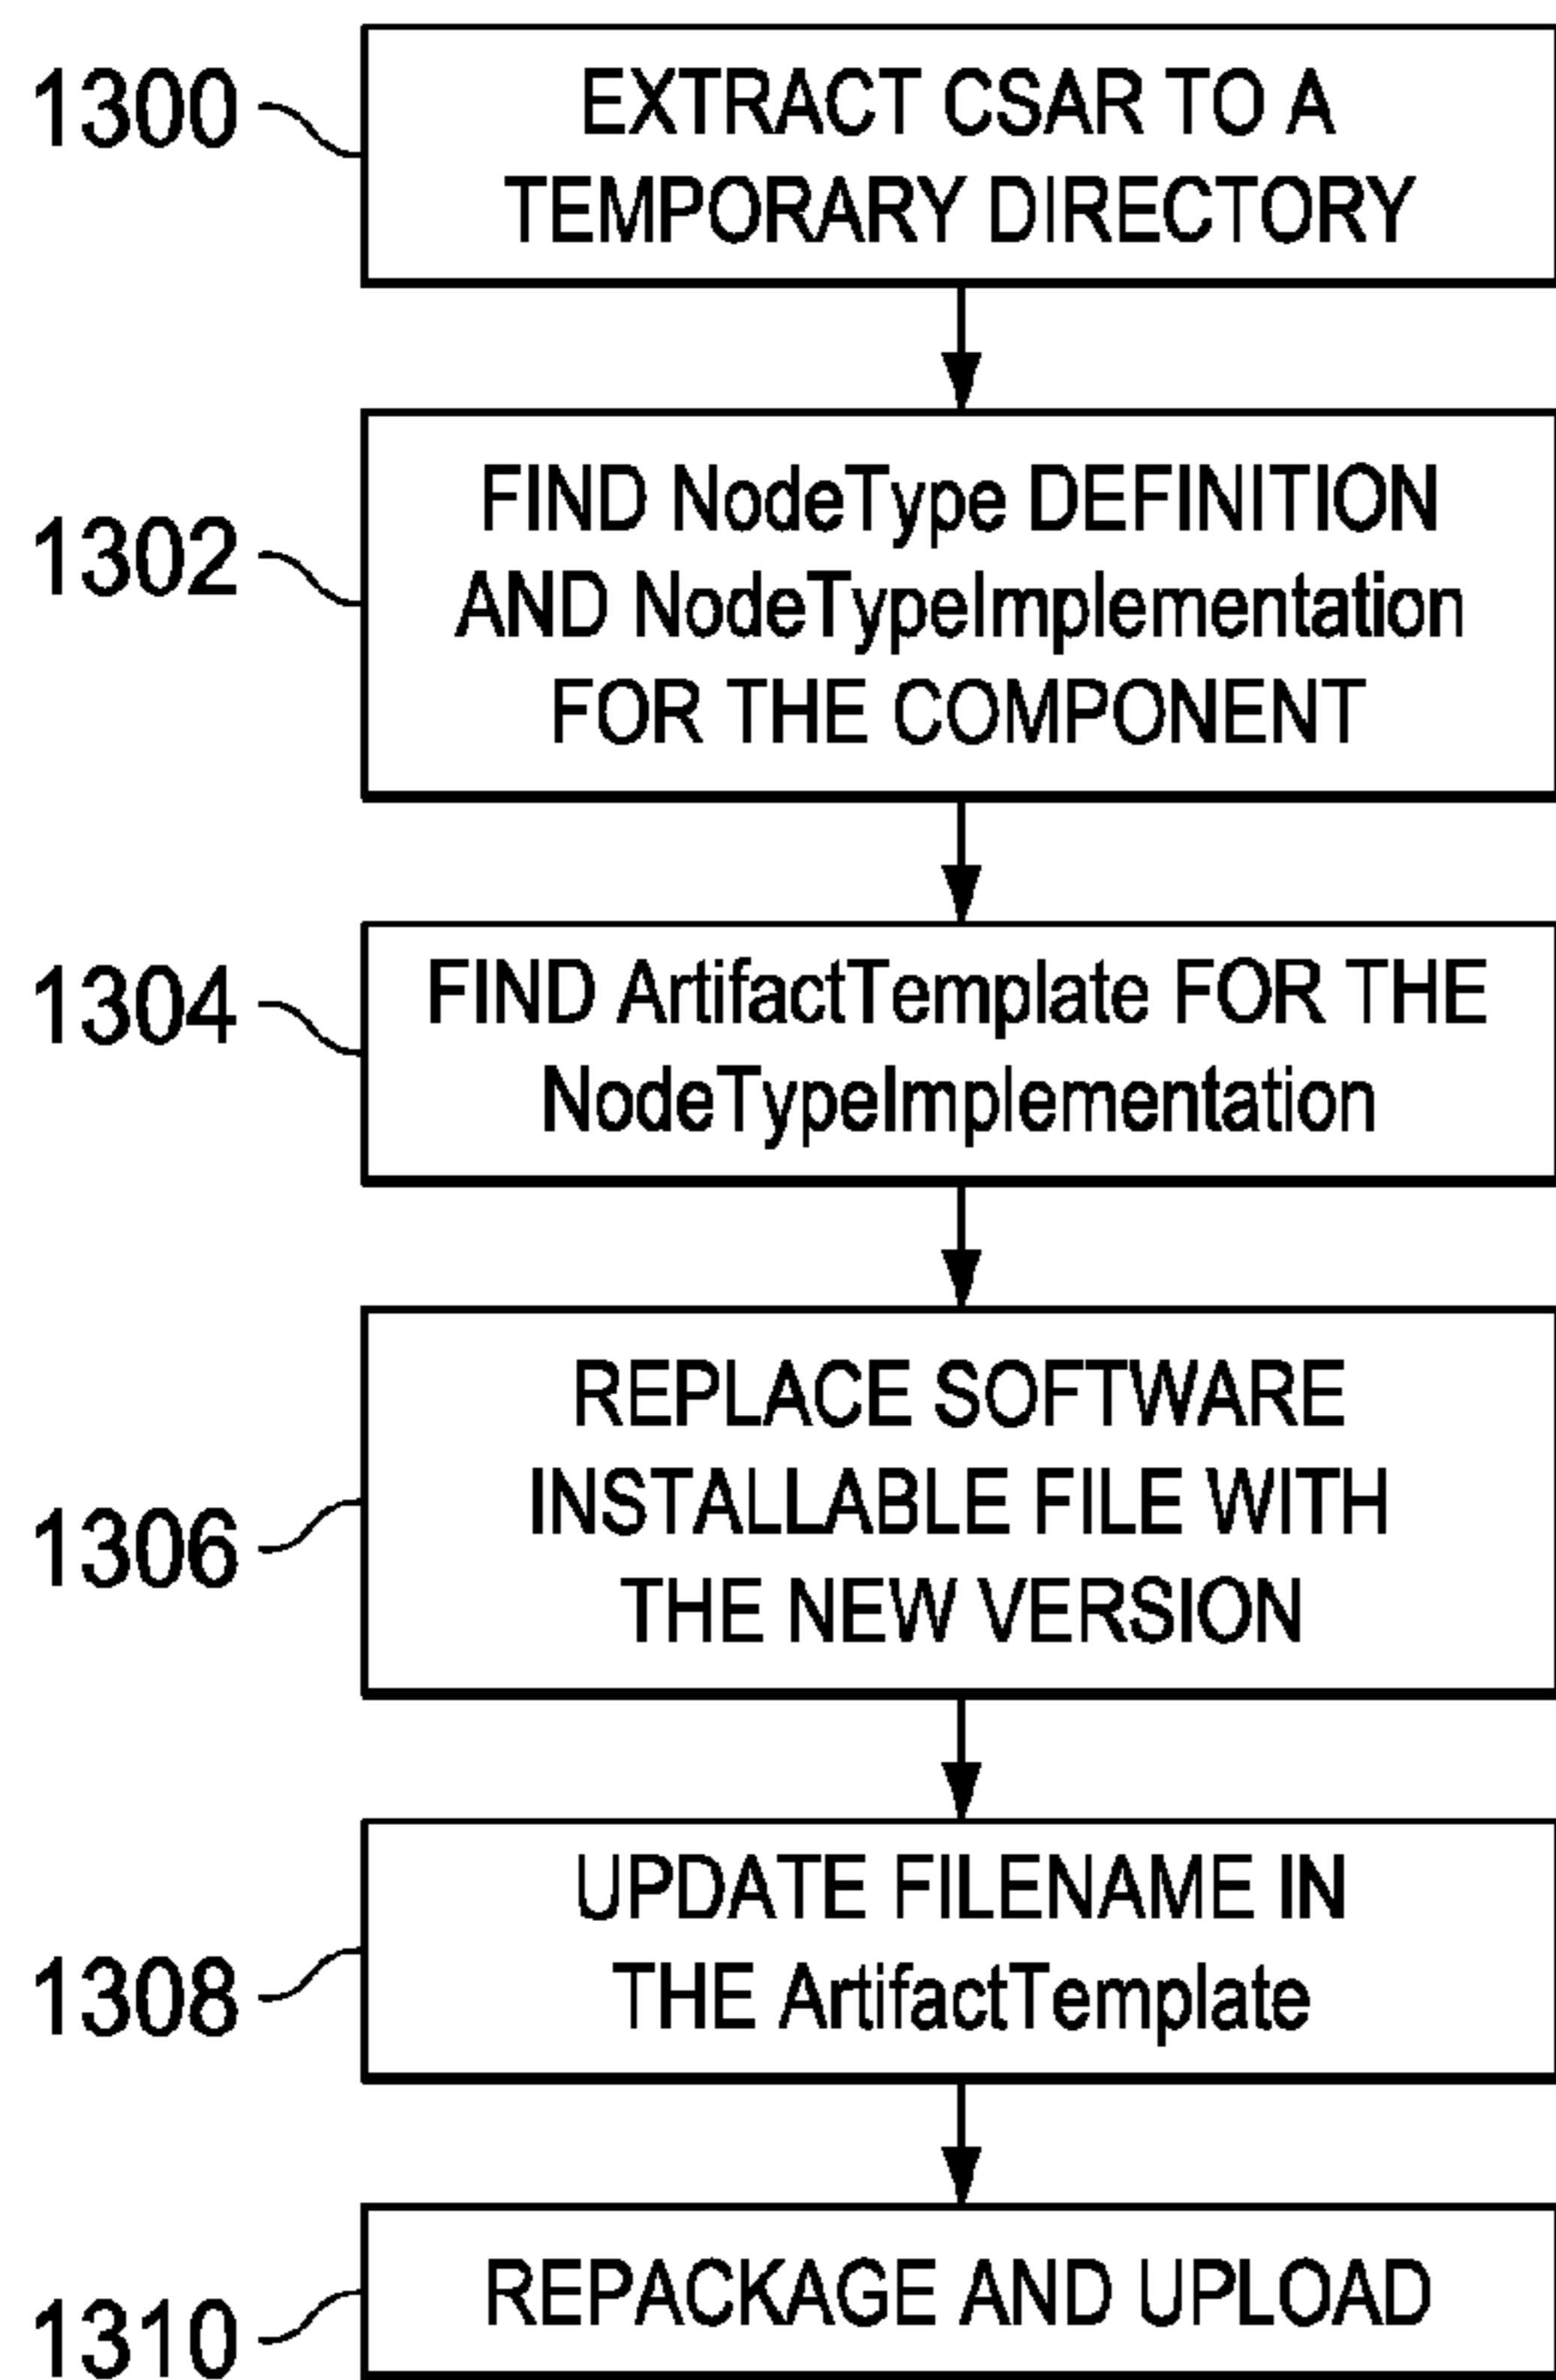 1300
EXTRACT CSAR TO A
TEMPORARY DIRECTORY
1302
FIND NodeType DEFINITION
AND NodeTypeImplementation
FOR THE COMPONENT
1304
FIND ArtifactTemplate FOR THE
NodeTypeImplementation
1306
REPLACE SOFTWARE
INSTALLABLE FILE WITH
THE NEW VERSION
1308
UPDATE FILENAME IN
THE ArtifactTemplate
1310
REPACKAGE AND UPLOAD